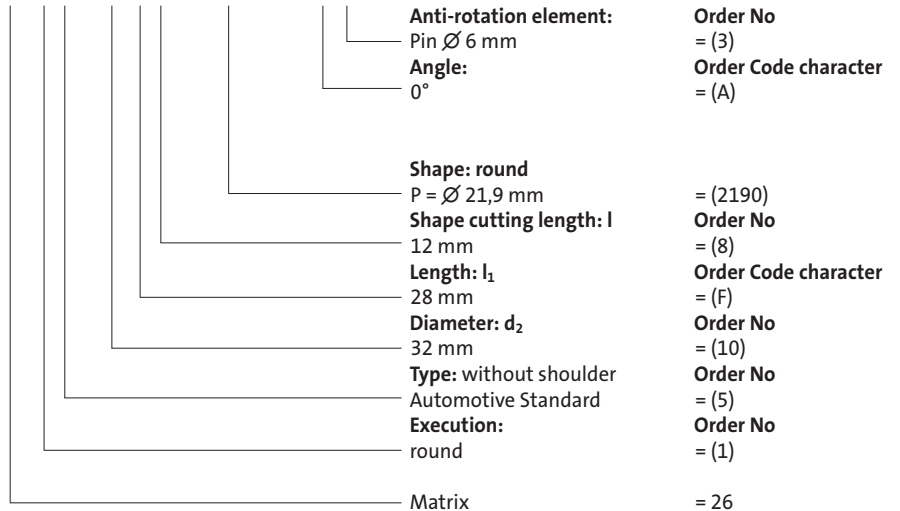 Anti-rotation element: Order No
Pin Ø 6 mm = (3)
Angle: Order Code character
0° = (A)
Shape: round
P = Ø 21,9 mm = (2190)
Shape cutting length: l Order No
12 mm = (8)
Length: l₁ Order Code character
28 mm = (F)
Diameter: d₂ Order No
32 mm = (10)
Type: without shoulder Order No
Automotive Standard = (5)
Execution: Order No
round = (1)
Matrix = 26